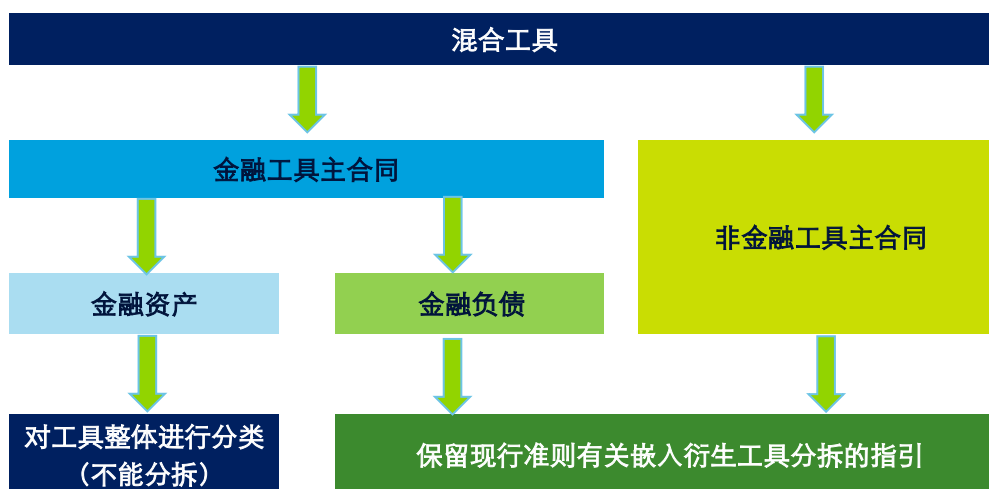 混合工具
金融工具主合同
非金融工具主合同
金融资产
金融负债
对工具整体进行分类
（不能分拆）
保留现行准则有关嵌入衍生工具分拆的指引